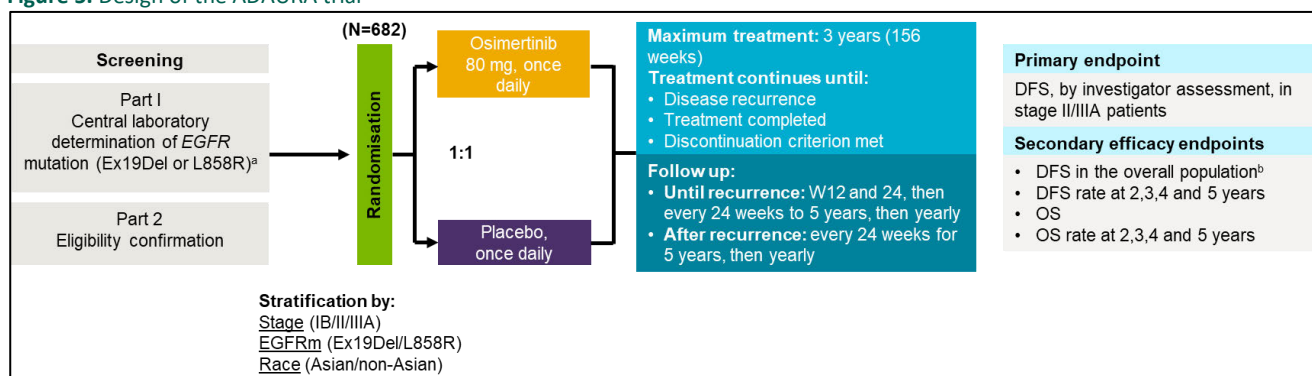 Figure 5. Design of the ADAURA trial
Screening
Part I
Central laboratory
determination of EGFR
mutation (Ex19Del or L858R)ᵃ
Part 2
Eligibility confirmation
(N=682)
Randomisation
Stratification by:
Stage (IB/II/IIIA)
EGFRm (Ex19Del/L858R)
Race (Asian/non-Asian)
Osimertinib
80 mg, once
daily
1:1
Placebo,
once daily
Maximum treatment: 3 years (156
weeks)
Treatment continues until:
• Disease recurrence
• Treatment completed
• Discontinuation criterion met
Follow up:
• Until recurrence: W12 and 24, then
every 24 weeks to 5 years, then yearly
• After recurrence: every 24 weeks for
5 years, then yearly
Primary endpoint
DFS, by investigator assessment, in
stage II/IIIA patients
Secondary efficacy endpoints
• DFS in the overall populationᵇ
• DFS rate at 2,3,4 and 5 years
• OS
• OS rate at 2,3,4 and 5 years